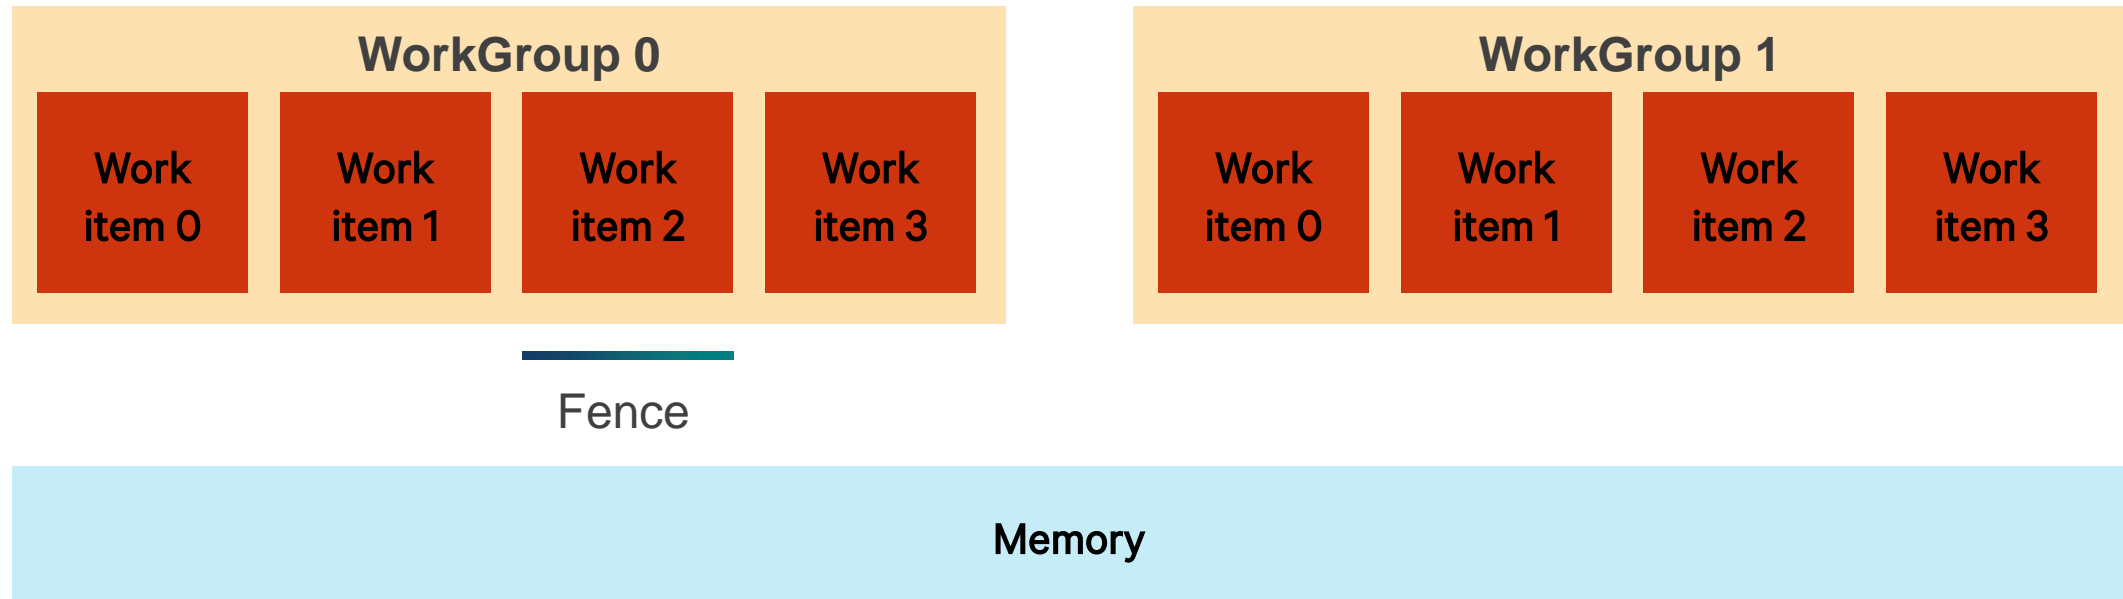 WorkGroup 0
Work
item 0
Work
item 1
Work
item 2
Work
item 3
WorkGroup 1
Work
item 0
Work
item 1
Work
item 2
Work
item 3
Fence
Memory